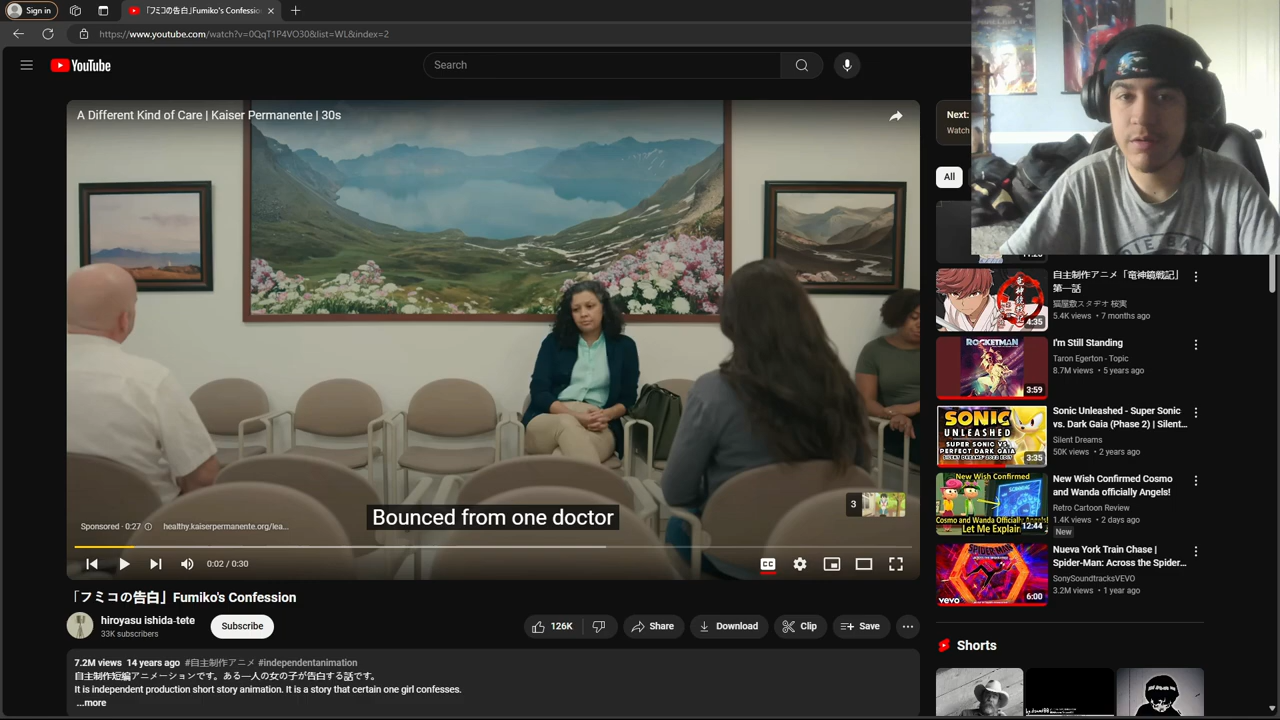 Sign in
「フミコの告白」Fumiko's Confessio
https://www.youtube.com/watch?v=0QqT1P4VO30&list=WL&index=2
YouTube
Search
A Different Kind of Care | Kaiser Permanente | 30s
Bounced from one doctor
3
Sponsored · 0:27
healthy.kaiserpermanente.org/lea...
0:02 / 0:30
CC
「フミコの告白」Fumiko's Confession
hiroyasu ishida-tete
33K subscribers
Subscribe
126K
Share
Download
Clip
Save
7.2M views 14 years ago #自主制作アニメ #independentanimation
自主制作短編アニメーションです。ある一人の女の子が告白する話です。
It is independent production short story animation. It is a story that certain one girl confesses.
...more
Next:
Watch
All
自主制作アニメ「竜神鏡戦記」
第一話
猫屋敷スタヂオ 桜実
5.4K views • 7 months ago
4:35
ROCKETMAN
3:59
I'm Still Standing
Taron Egerton - Topic
8.7M views • 5 years ago
SONIC
UNLEASHED
SUPER SONIC VS.
PERFECT DARK GAIA
3:35
Sonic Unleashed - Super Sonic
vs. Dark Gaia (Phase 2) | Silent...
Silent Dreams
50K views • 2 years ago
New Wish Confirmed
Cosmo and Wanda Officially
Let Me Explain
12:44
New Wish Confirmed Cosmo
and Wanda officially Angels!
Retro Cartoon Review
1.4K views • 2 days ago
New
vevo
6:00
Nueva York Train Chase |
Spider-Man: Across the Spider...
SonySoundtracksVEVO
3.2M views • 1 year ago
Shorts